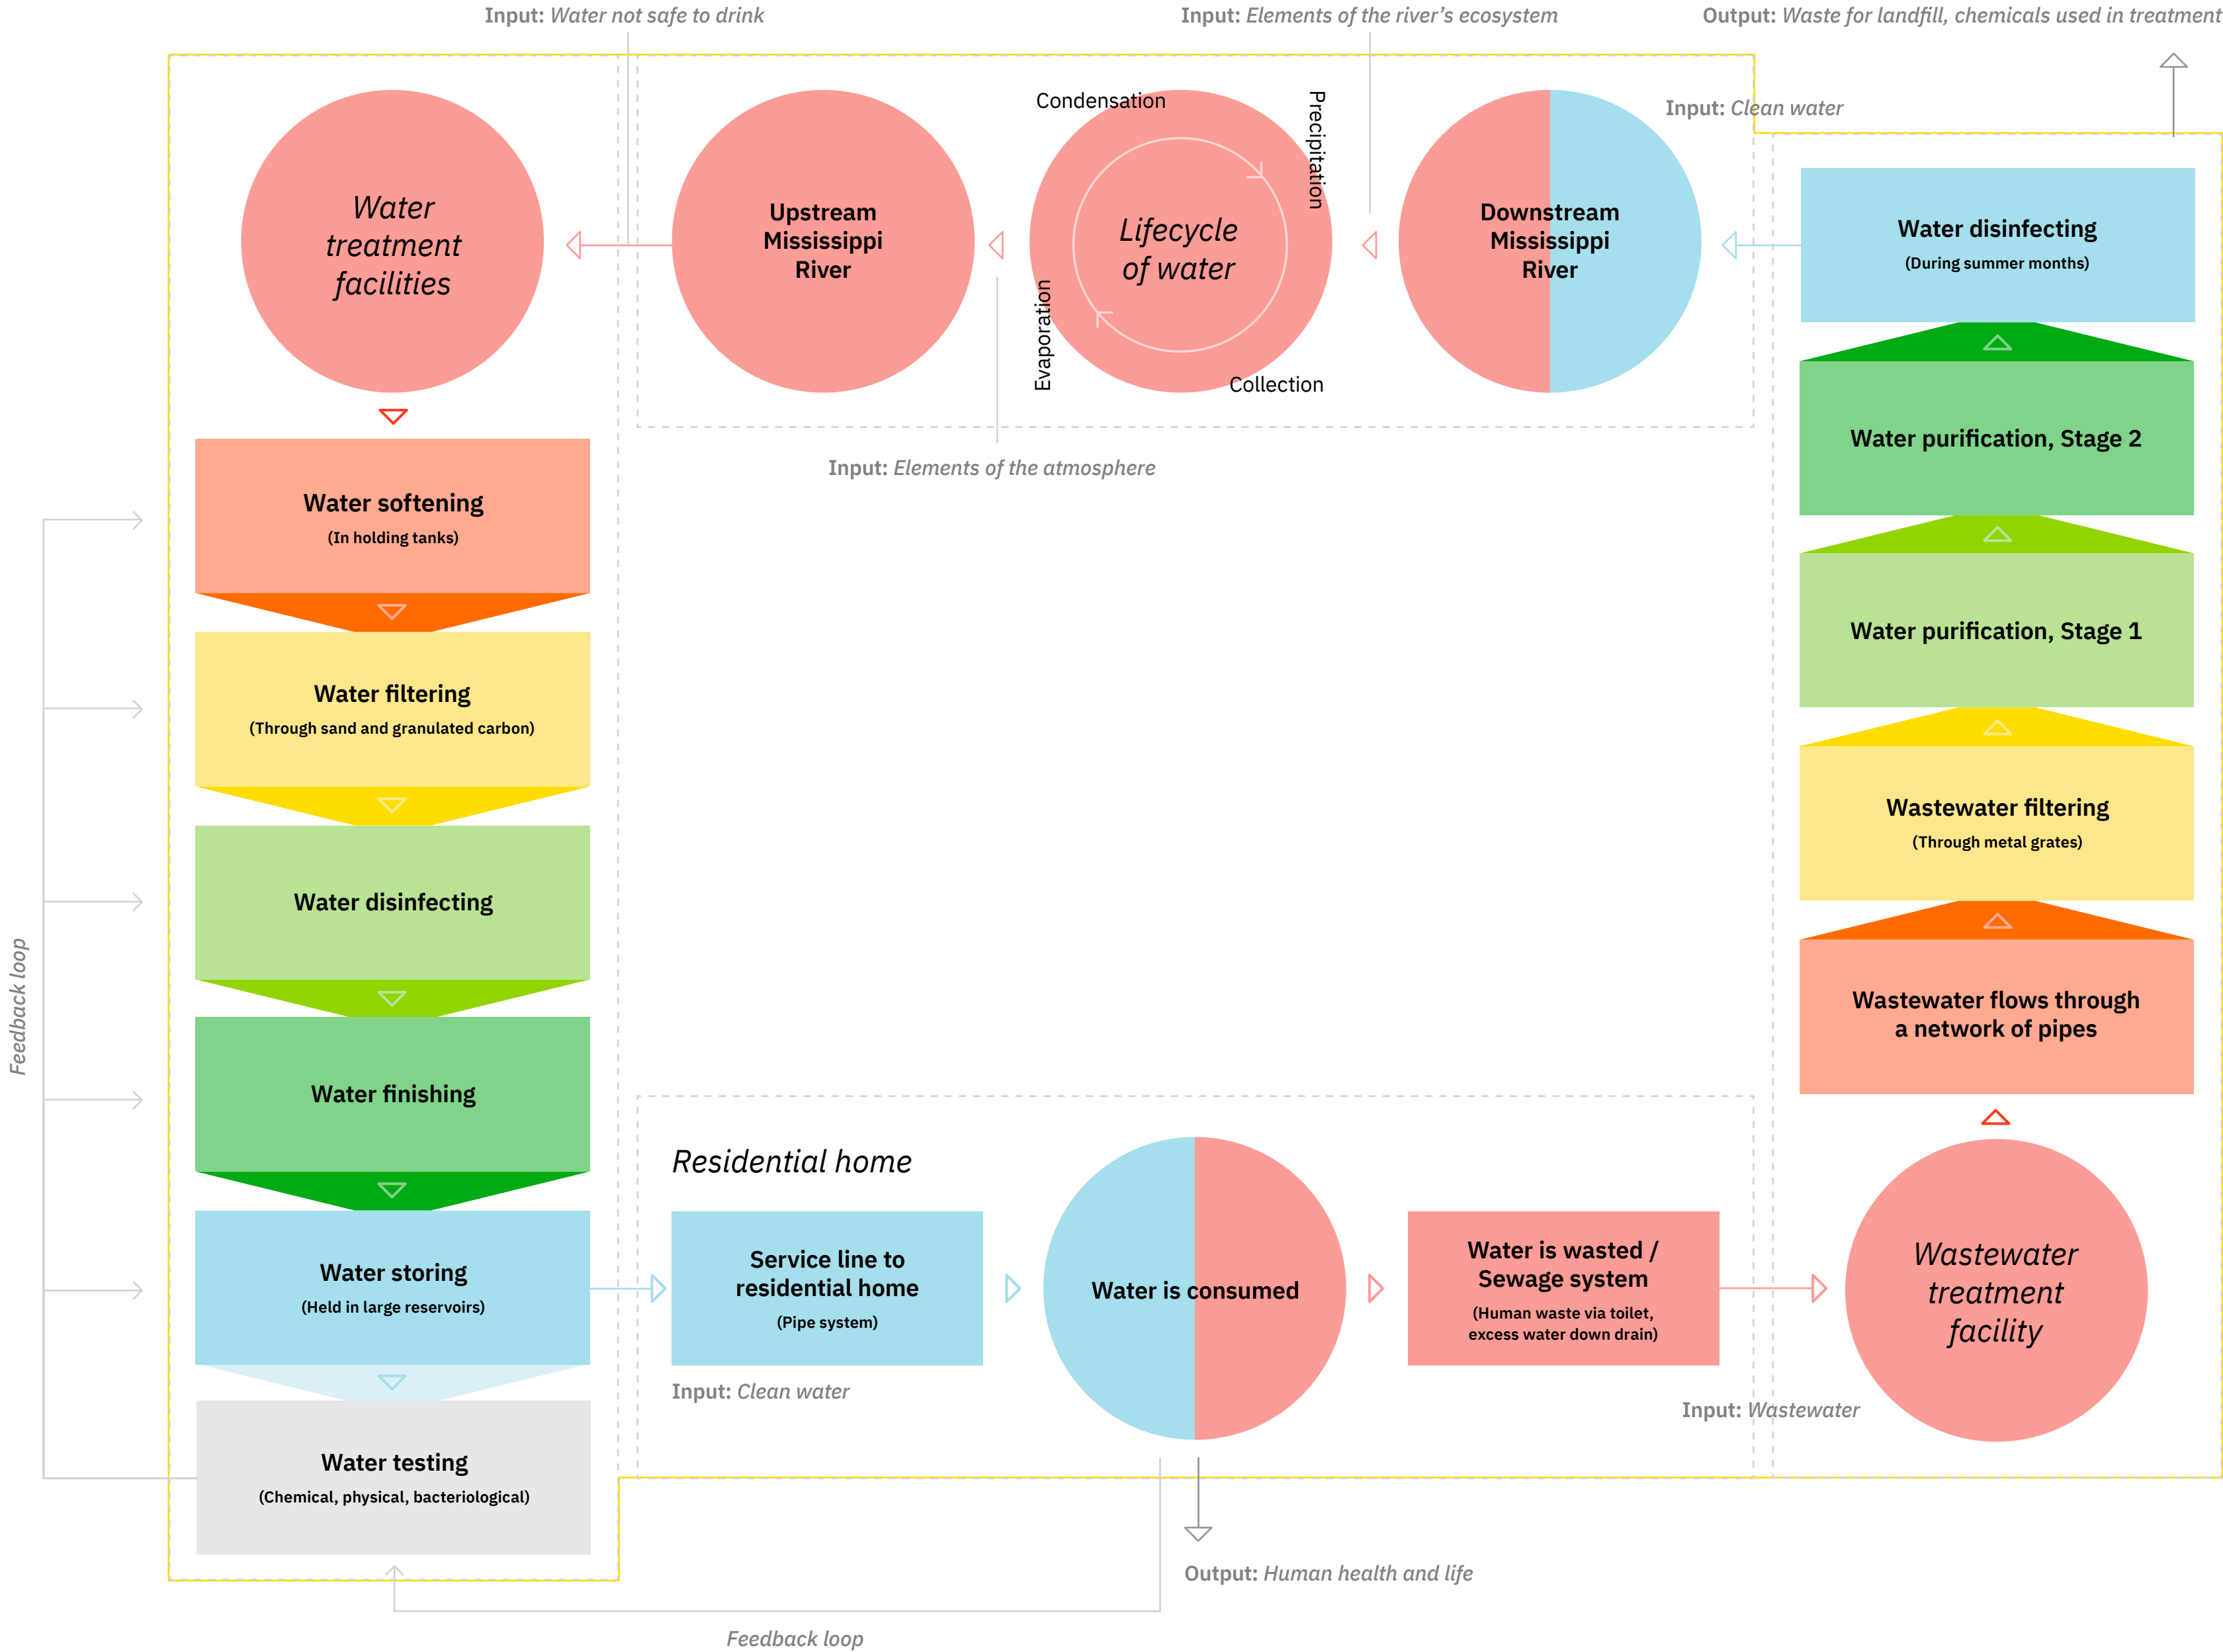 Input: Water not safe to drink
Input: Elements of the river’s ecosystem
Output: Waste for landfill, chemicals used in treatment
Water
treatment
facilities
Upstream
Mississippi
River
Condensation
Precipitation
Lifecycle
of water
Evaporation
Collection
Downstream
Mississippi
River
Input: Clean water
Water disinfecting
(During summer months)
Input: Elements of the atmosphere
Water softening
(In holding tanks)
Water filtering
(Through sand and granulated carbon)
Water disinfecting
Water finishing
Water storing
(Held in large reservoirs)
Water testing
(Chemical, physical, bacteriological)
Feedback loop
Water purification, Stage 2
Water purification, Stage 1
Wastewater filtering
(Through metal grates)
Wastewater flows through
a network of pipes
Residential home
Service line to
residential home
(Pipe system)
Input: Clean water
Water is consumed
Water is wasted /
Sewage system
(Human waste via toilet,
excess water down drain)
Input: Wastewater
Wastewater
treatment
facility
Output: Human health and life
Feedback loop